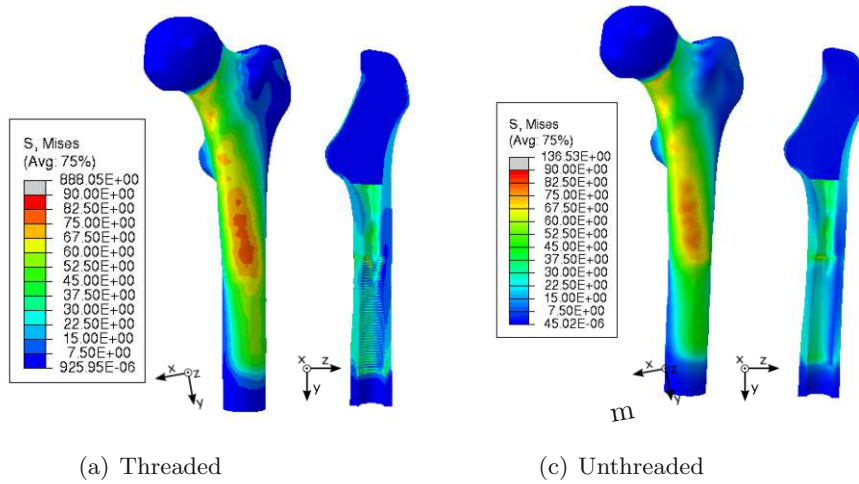 S, Mises
(Avg: 75%)
888.05E+00
90.00E+00
82.50E+00
75.00E+00
67.50E+00
60.00E+00
52.50E+00
45.00E+00
37.50E+00
30.00E+00
22.50E+00
15.00E+00
7.50E+00
925.95E-06
x
z
y
x
z
y
(a) Threaded
S, Mises
(Avg: 75%)
136.53E+00
90.00E+00
82.50E+00
75.00E+00
67.50E+00
60.00E+00
52.50E+00
45.00E+00
37.50E+00
30.00E+00
22.50E+00
15.00E+00
7.50E+00
45.02E-06
x
z
y
x
z
y
m
(c) Unthreaded